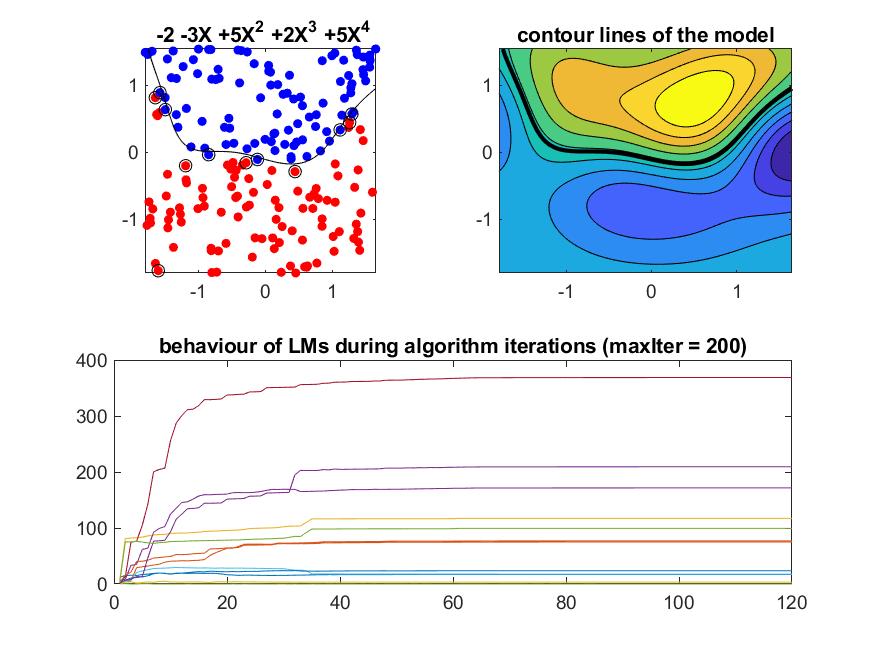 -2 -3X +5X² +2X³ +5X⁴
contour lines of the model
1
0
-1
-1 0 1
1
0
-1
-1 0 1
behaviour of LMs during algorithm iterations (maxIter = 200)
400
300
200
100
0
0 20 40 60 80 100 120